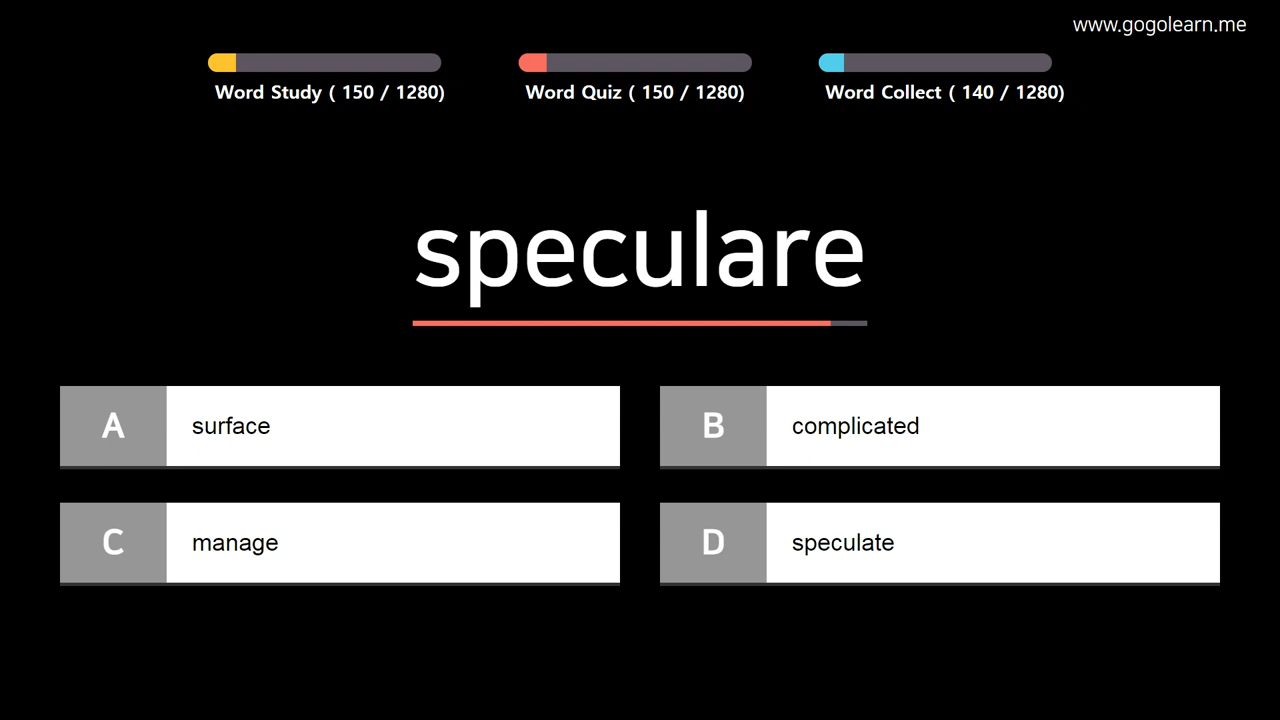 www.gogolearn.me
Word Study ( 150 / 1280)
Word Quiz ( 150 / 1280)
Word Collect ( 140 / 1280)
speculare
A surface
B complicated
C manage
D speculate